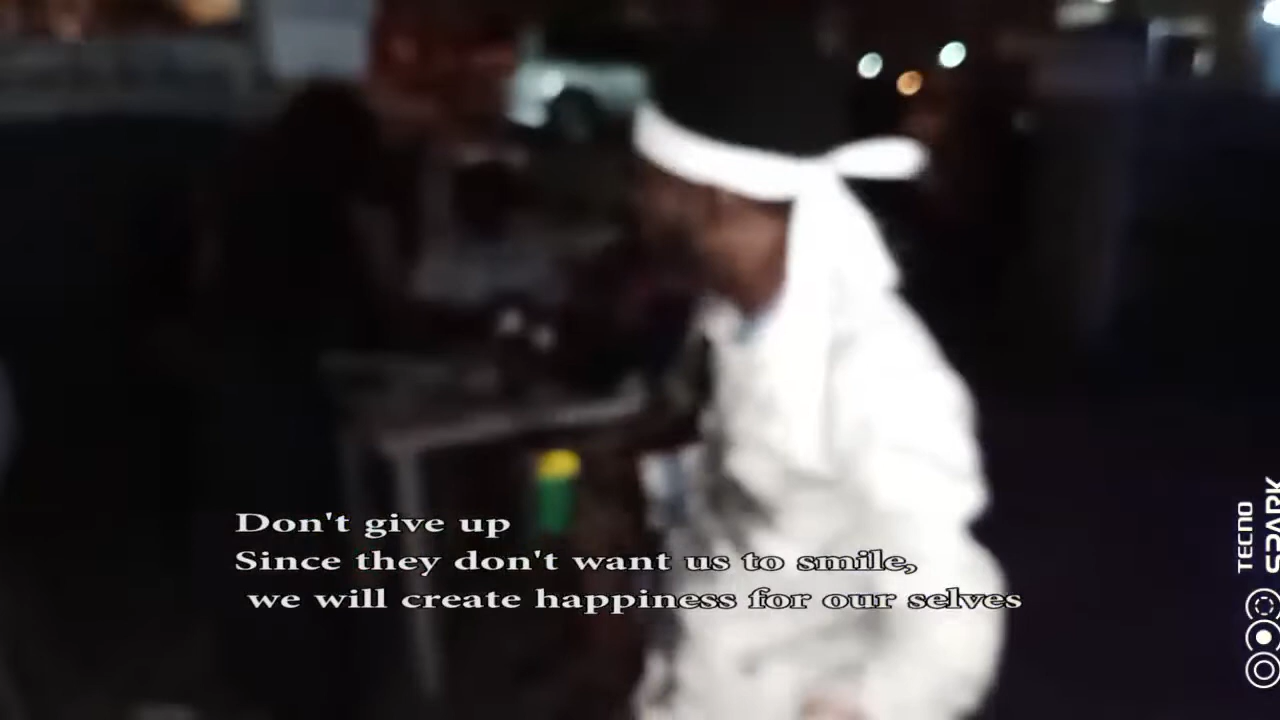 Don't give up
Since they don't want us to smile,
we will create happiness for our selves
TECNO
SPARK